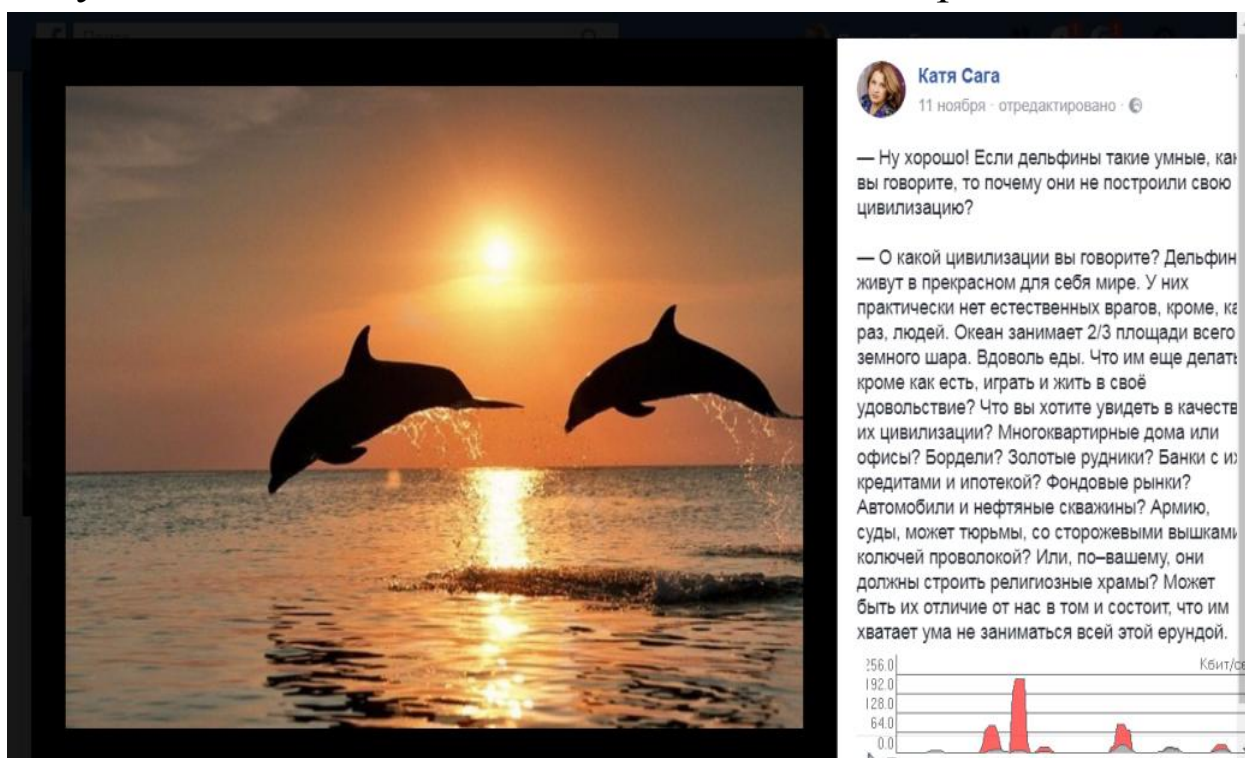 Катя Сага
11 ноября · отредактировано ·
— Ну хорошо! Если дельфины такие умные, как
вы говорите, то почему они не построили свою
цивилизацию?
— О какой цивилизации вы говорите? Дельфин
живут в прекрасном для себя мире. У них
практически нет естественных врагов, кроме, ка
раз, людей. Океан занимает 2/3 площади всего
земного шара. Вдоволь еды. Что им еще делать
кроме как есть, играть и жить в своё
удовольствие? Что вы хотите увидеть в качеств
их цивилизации? Многоквартирные дома или
офисы? Бордели? Золотые рудники? Банки с их
кредитами и ипотекой? Фондовые рынки?
Автомобили и нефтяные скважины? Армию,
суды, может тюрьмы, со сторожевыми вышками
колючей проволокой? Или, по–вашему, они
должны строить религиозные храмы? Может
быть их отличие от нас в том и состоит, что им
хватает ума не заниматься всей этой ерундой.
256.0 Кбит/се
192.0
128.0
64.0
0.0